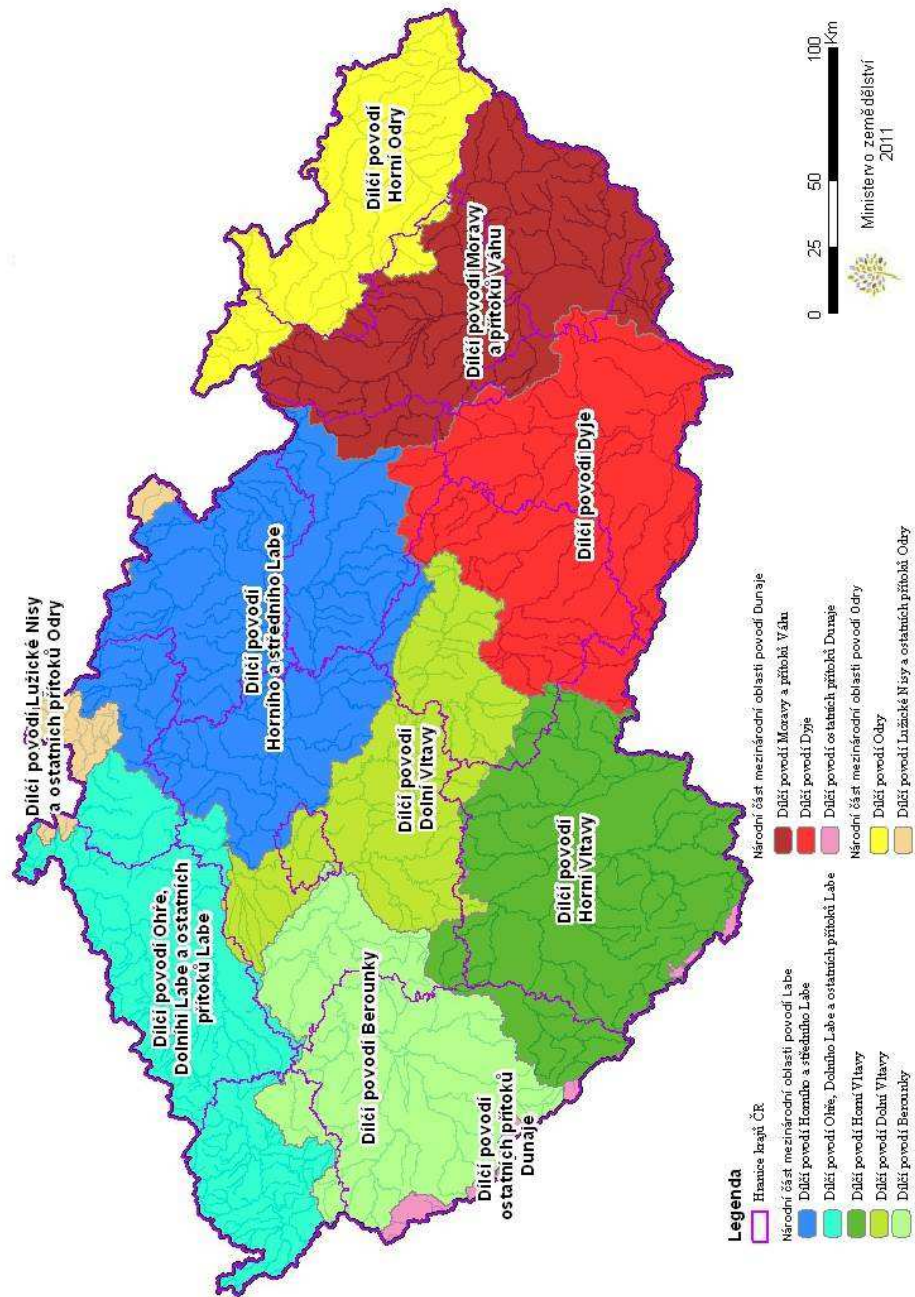 Dílčí povodí Lužické Nisy
a ostatních přítoků Odry
Dílčí povodí Ohře,
Dolního Labe a ostatních
přítoků Labe
Dílčí povodí
Horního a středního Labe
Dílčí povodí
Horní Odry
Dílčí povodí Moravy
a přítoků Váhu
Dílčí povodí Berounky
Dílčí povodí
Dolní Vltavy
Dílčí povodí Dyje
Dílčí povodí
Horní Vltavy
Dílčí povodí
ostatních přítoků
Dunaje
Legenda
Hranice krajů ČR
Národní část mezinárodní oblasti povodí Labe
Dílčí povodí Horního a středního Labe
Dílčí povodí Ohře, Dolního Labe a ostatních přítoků Labe
Dílčí povodí Horní Vltavy
Dílčí povodí Dolní Vltavy
Dílčí povodí Berounky
Národní část mezinárodní oblasti povodí Dunaje
Dílčí povodí Moravy a přítoků Váhu
Dílčí povodí Dyje
Dílčí povodí ostatních přítoků Dunaje
Národní část mezinárodní oblasti povodí Odry
Dílčí povodí Odry
Dílčí povodí Lužické Nisy a ostatních přítoků Odry
0 25 50 100
Km
Ministerstvo zemědělství
2011